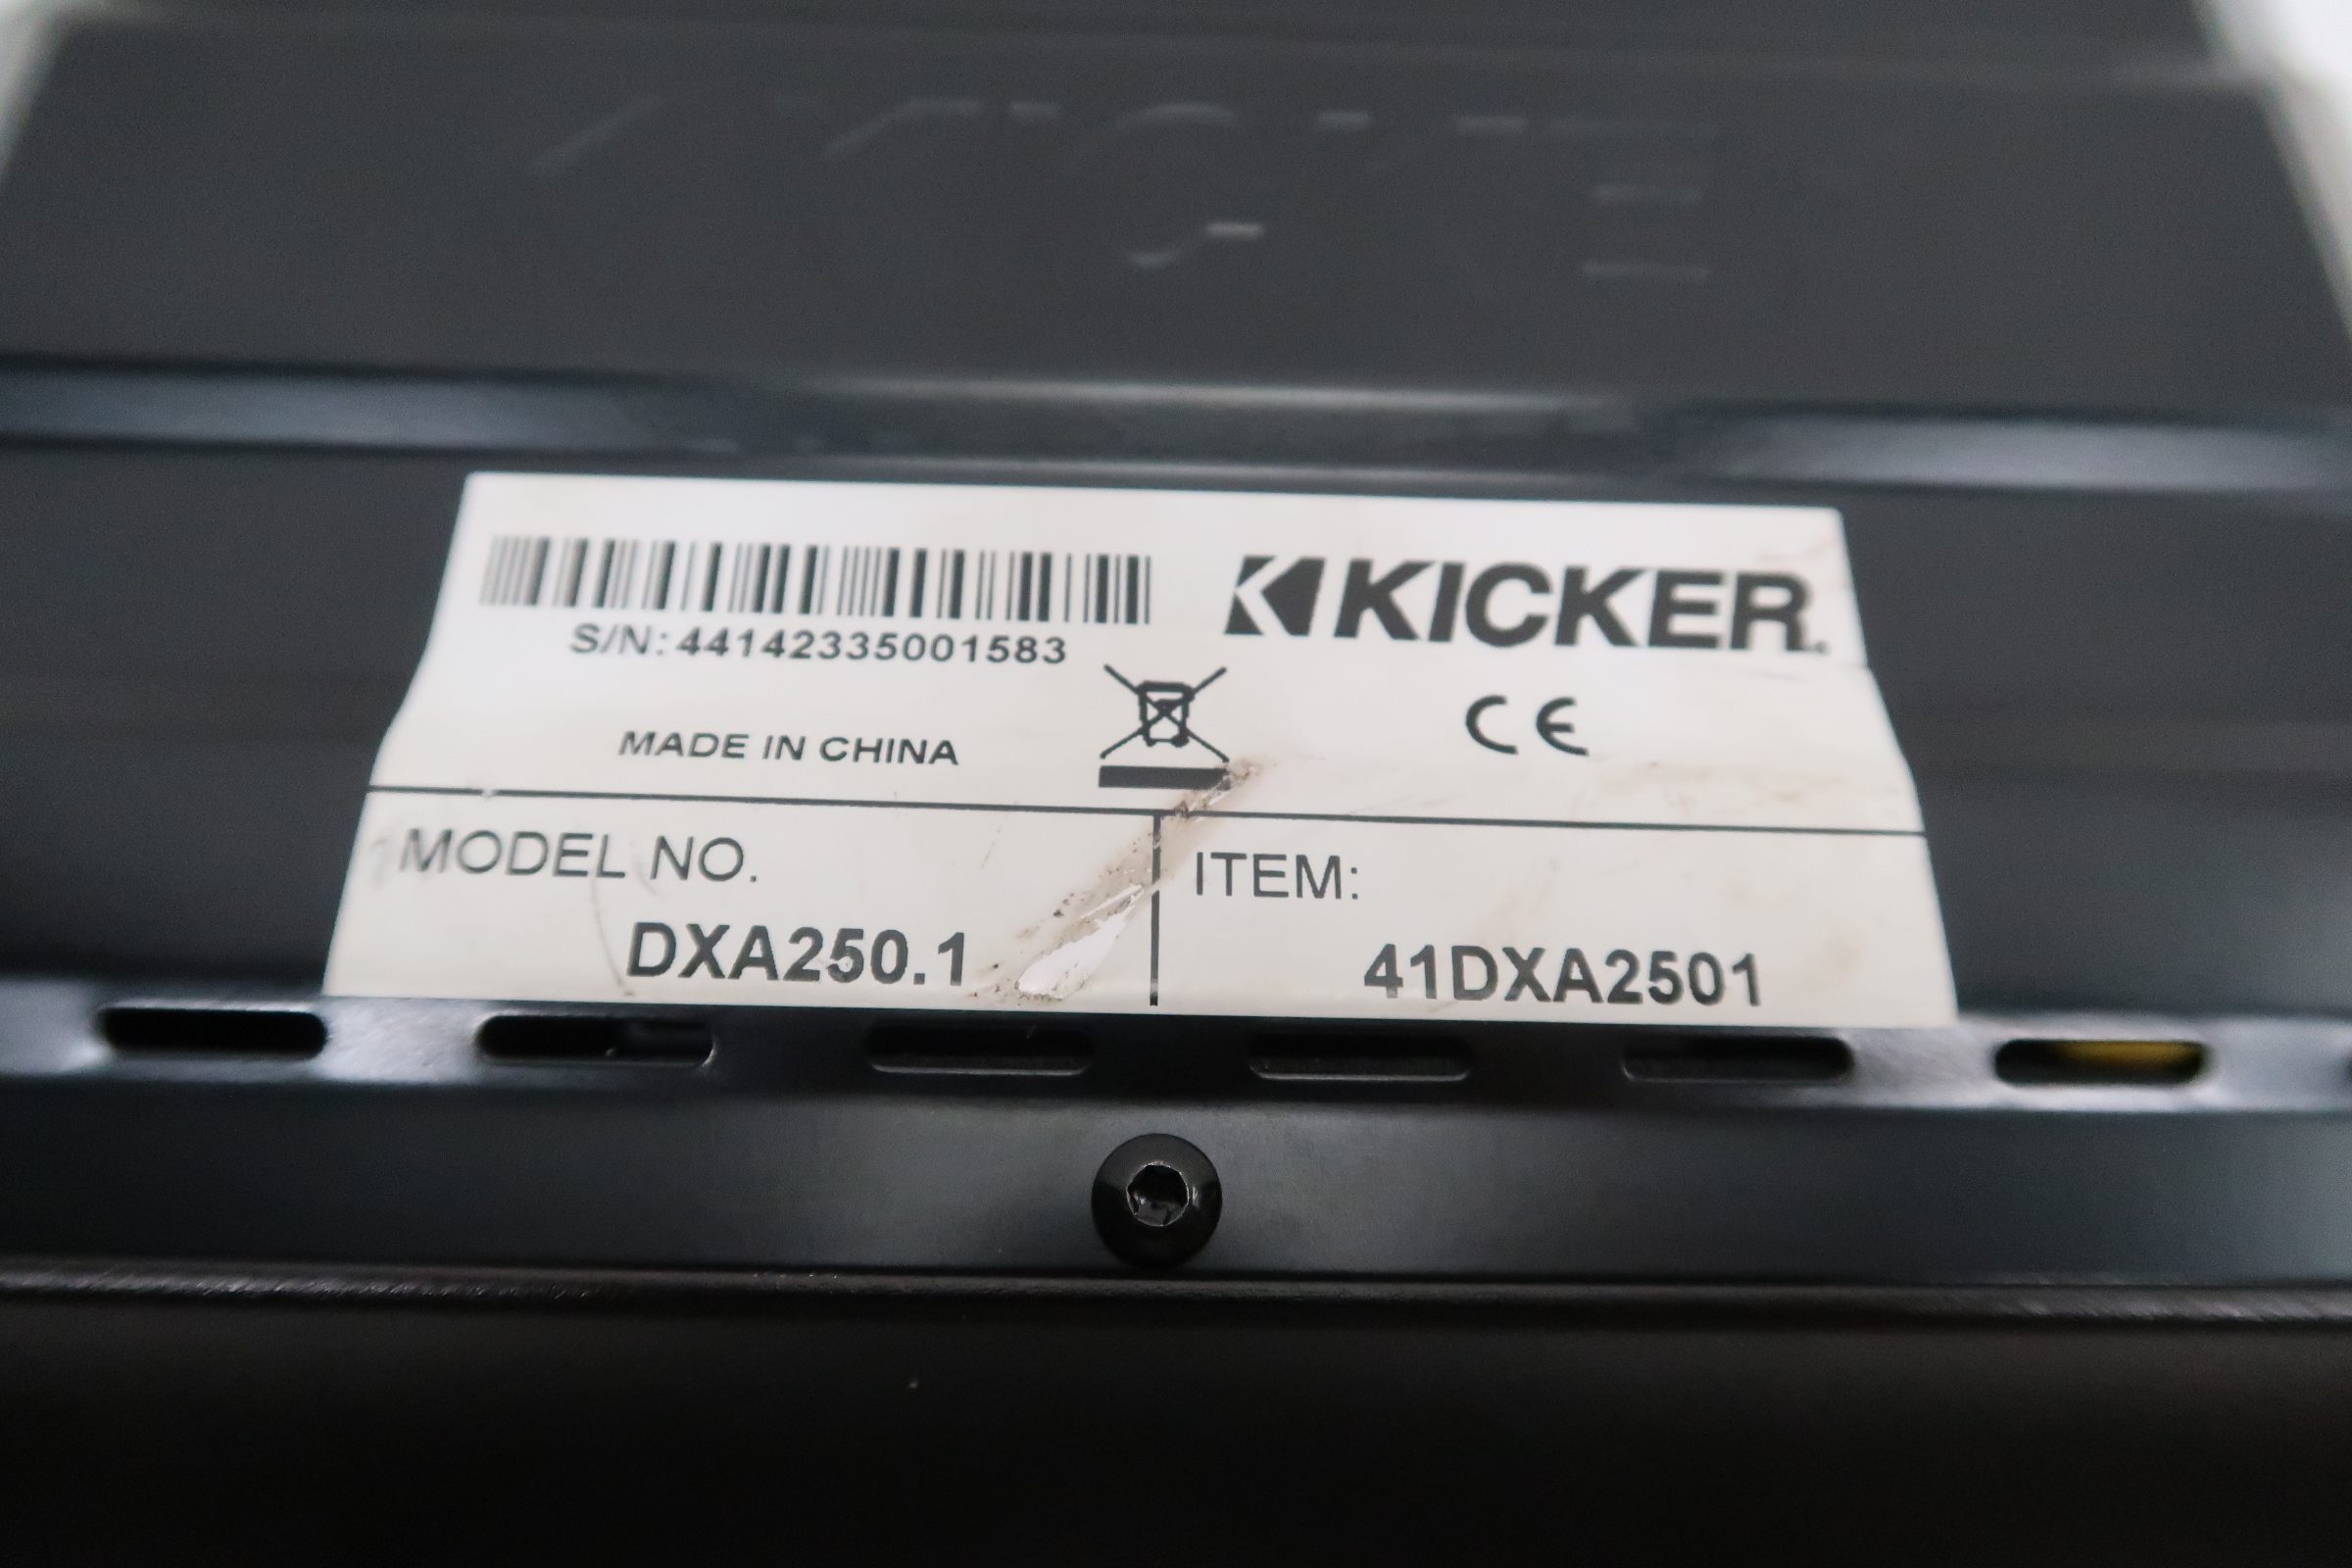 KICKER
S/N: 44142335001583
MADE IN CHINA
CE
MODEL NO.
DXA250.1
ITEM:
41DXA2501